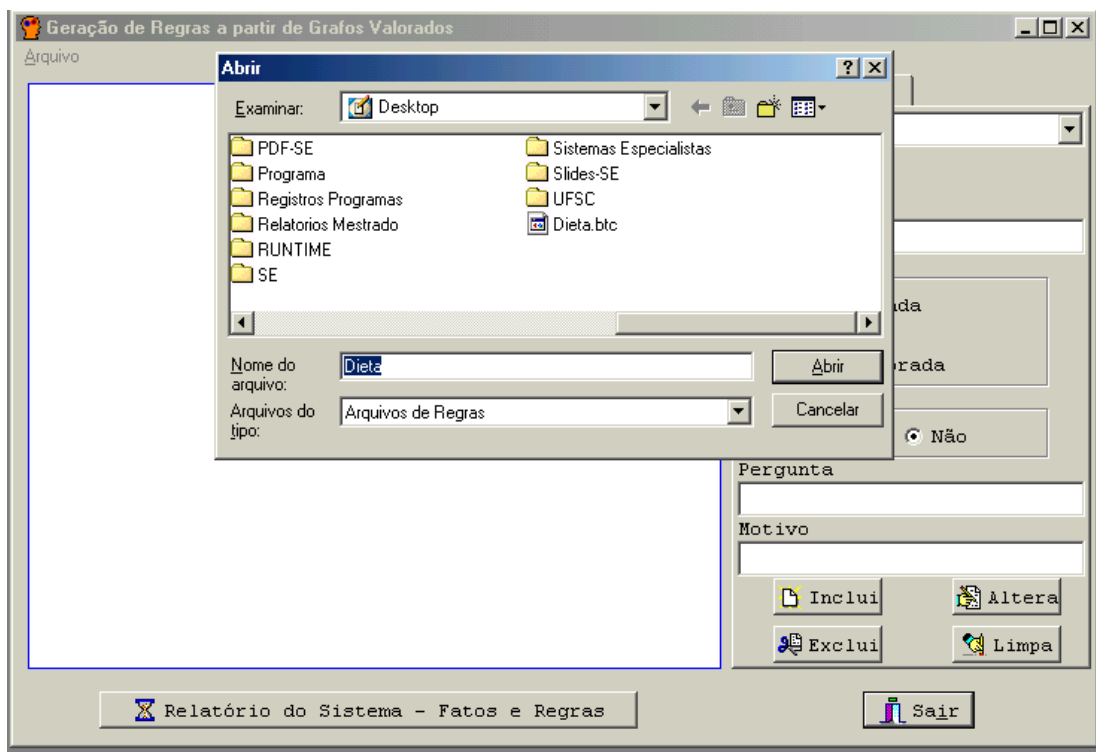 Geração de Regras a partir de Grafos Valorados
Arquivo
Abrir
Examinar:
Desktop
PDF-SE
Programa
Registros Programas
Relatorios Mestrado
RUNTIME
SE
Sistemas Especialistas
Slides-SE
UFSC
Dieta.btc
Nome do
arquivo:
Dieta
Abrir
Arquivos do
tipo:
Arquivos de Regras
Cancelar
Não
Pergunta
Motivo
Inclui
Altera
Exclui
Limpa
Relatório do Sistema - Fatos e Regras
Sair